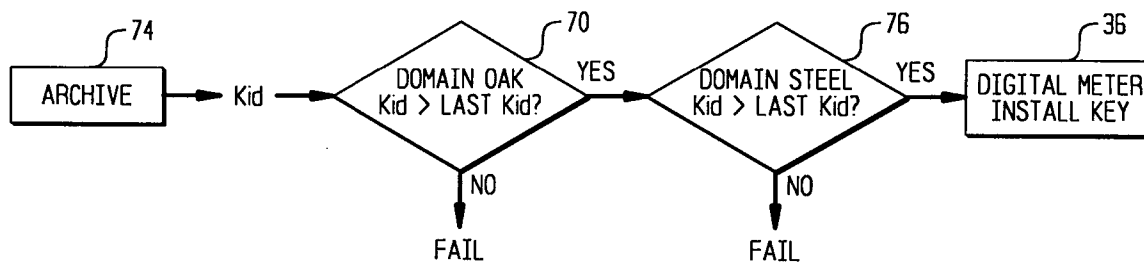 74
ARCHIVE
Kid
70
DOMAIN OAK
Kid > LAST Kid?
YES
NO
FAIL
76
DOMAIN STEEL
Kid > LAST Kid?
YES
NO
FAIL
36
DIGITAL METER
INSTALL KEY